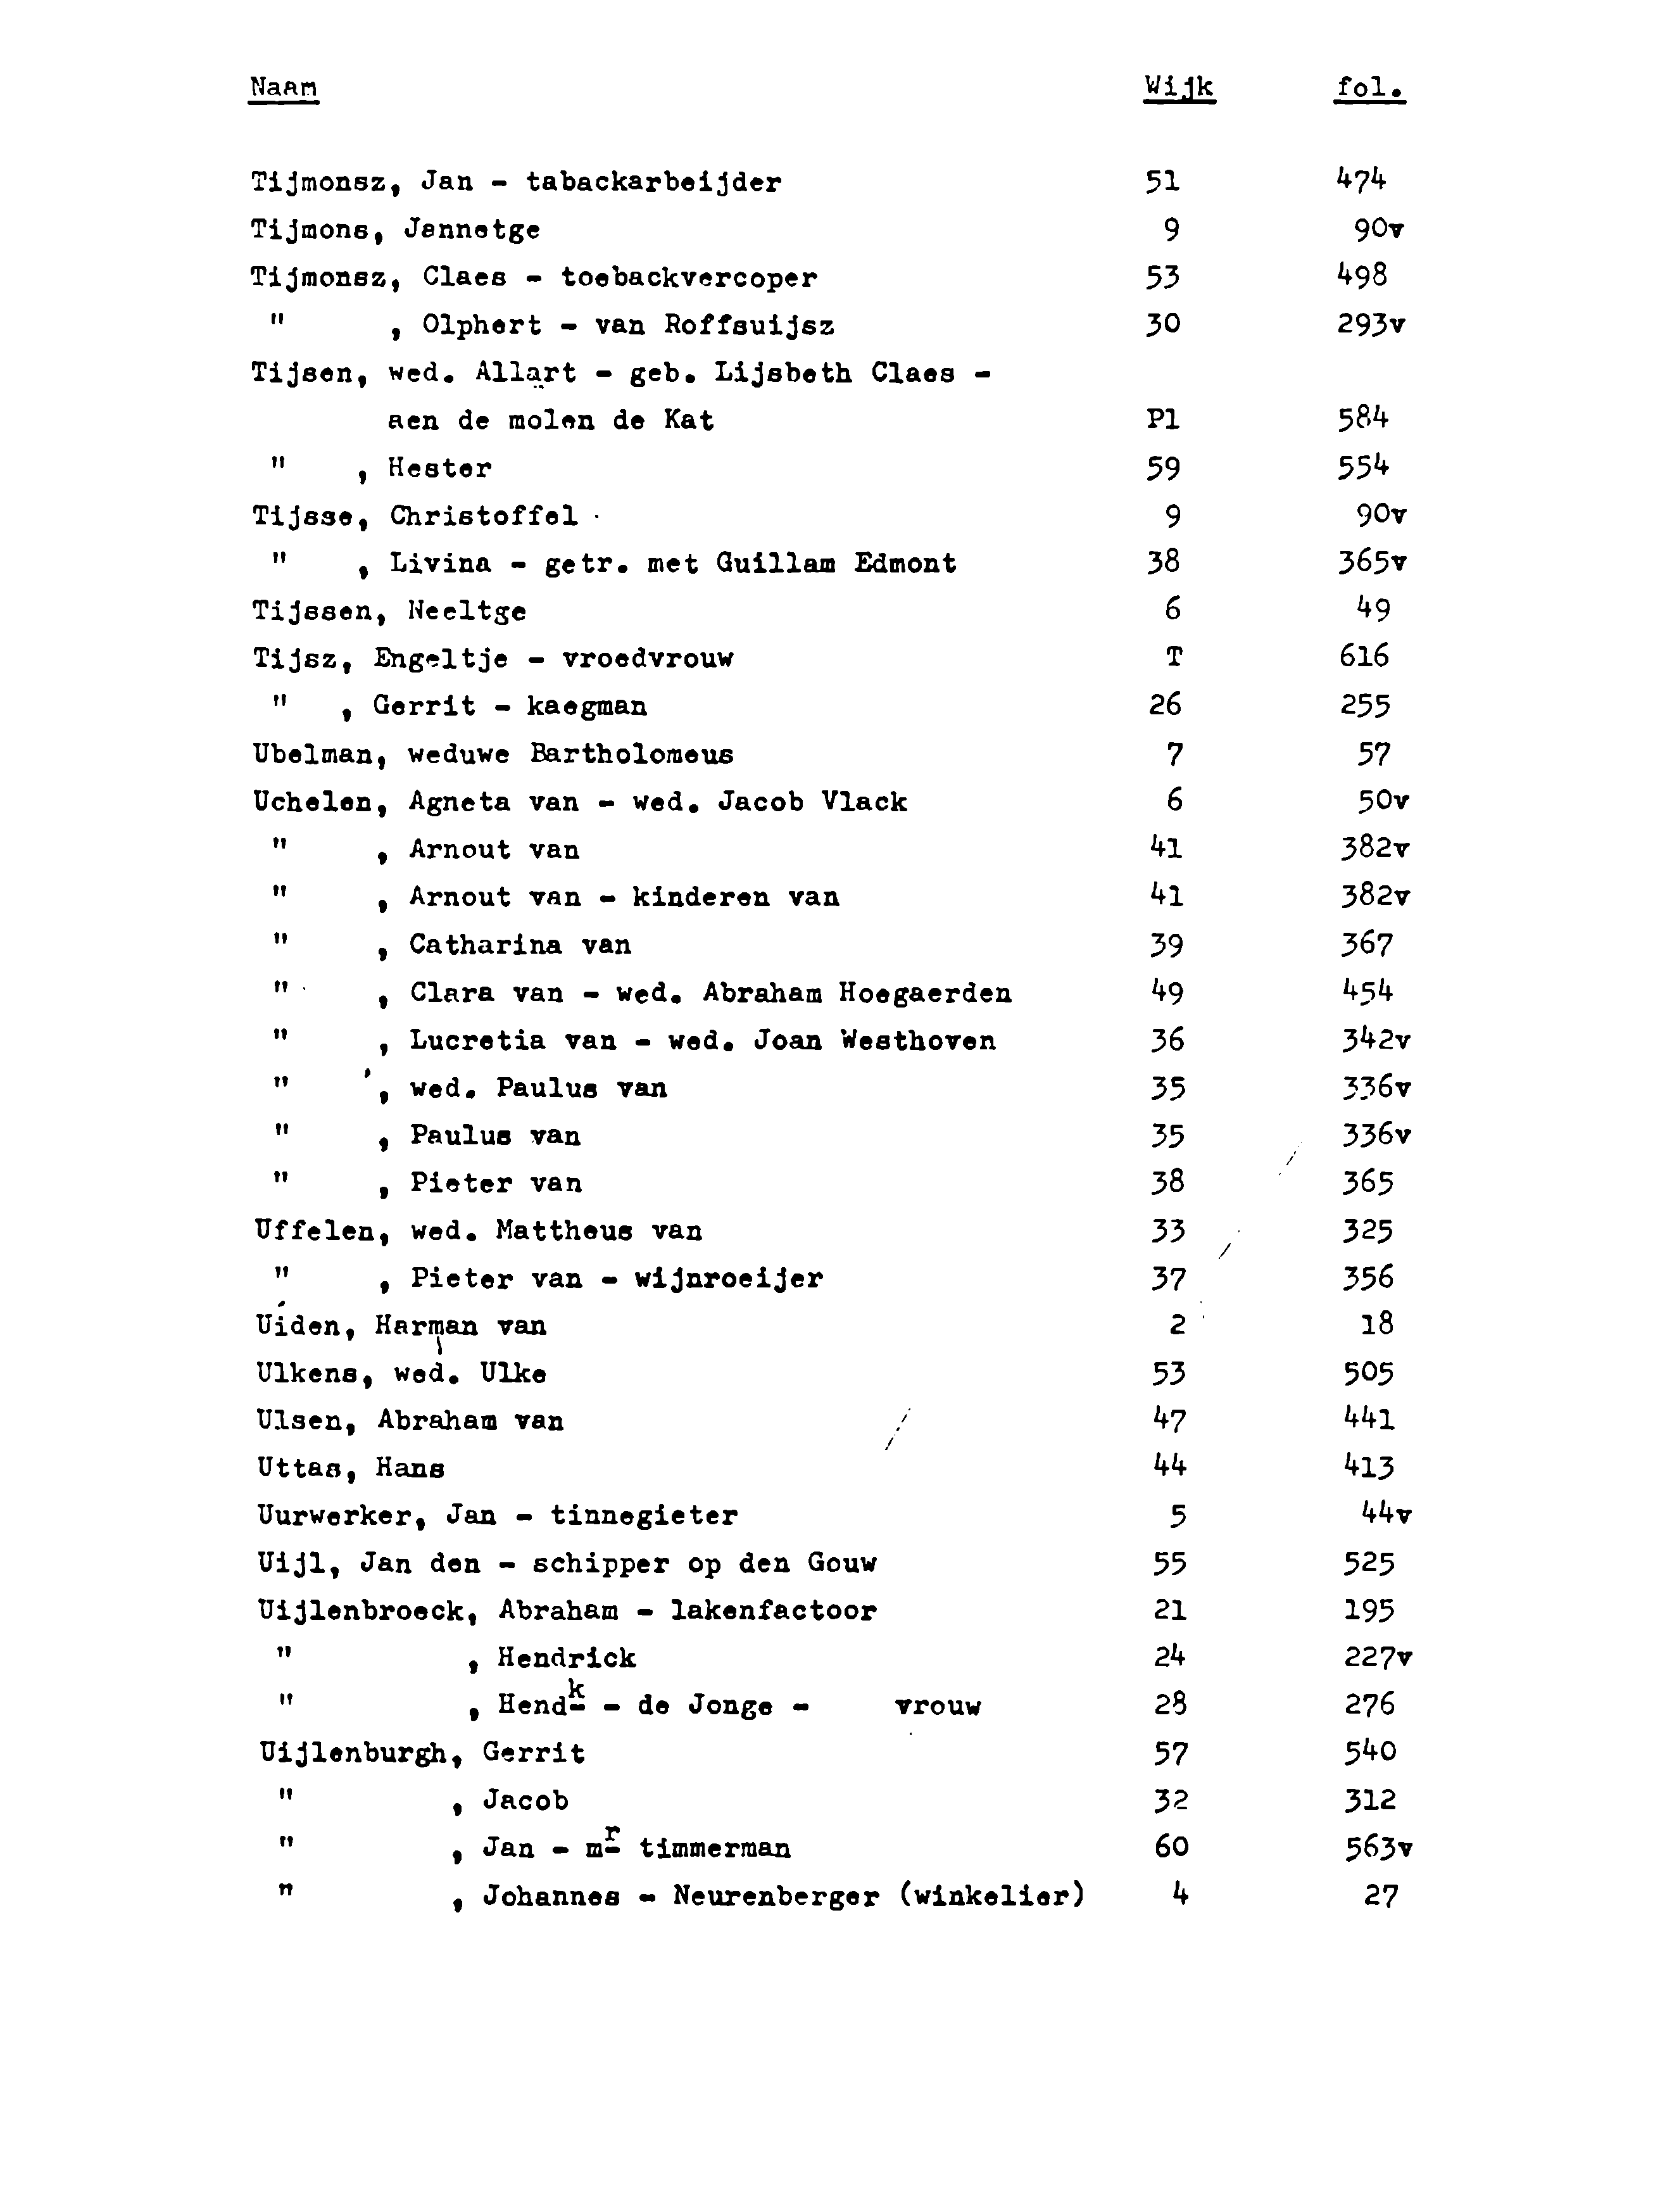 Naam Wijk fol.
Tijmonsz, Jan - tabackarbeijder 51 474
Tijmons, Jannetge 9 90v
Tijmonsz, Claes - toebackvercoper 53 498
" , Olphert - van Roffsuijsz 30 293v
Tijsen, wed. Allart - geb. Lijsbeth Claes -
aen de molen de Kat Pl 584
" , Hester 59 554
Tijsse, Christoffel 9 90v
" , Livina - getr. met Guillam Edmont 38 365v
Tijssen, Neeltge 6 49
Tijsz, Engeltje - vroedvrouw T 616
" , Gerrit - kaegman 26 255
Ubelman, weduwe Bartholomeus 7 57
Uchelen, Agneta van - wed. Jacob Vlack 6 50v
" , Arnout van 41 382v
" , Arnout van - kinderen van 41 382v
" , Catharina van 39 367
" , Clara van - wed. Abraham Hoegaerden 49 454
" , Lucretia van - wed. Joan Westhoven 36 342v
" , wed. Paulus van 35 336v
" , Paulus van 35 336v
" , Pieter van 38 365
Uffelen, wed. Mattheus van 33 325
" , Pieter van - wijnroeijer 37 356
Uiden, Harman van 2 18
Ulkens, wed. Ulke 53 505
Ulsen, Abraham van 47 441
Uttas, Hans 44 413
Uurwerker, Jan - tinnegieter 5 44v
Uijl, Jan den - schipper op den Gouw 55 525
Uijlenbroeck, Abraham - lakenfactoor 21 195
" , Hendrick 24 227v
" , Hendk - de Jonge - vrouw 28 276
Uijlenburgh, Gerrit 57 540
" , Jacob 32 312
" , Jan - mr timmerman 60 563v
" , Johannes - Neurenberger (winkelier) 4 27